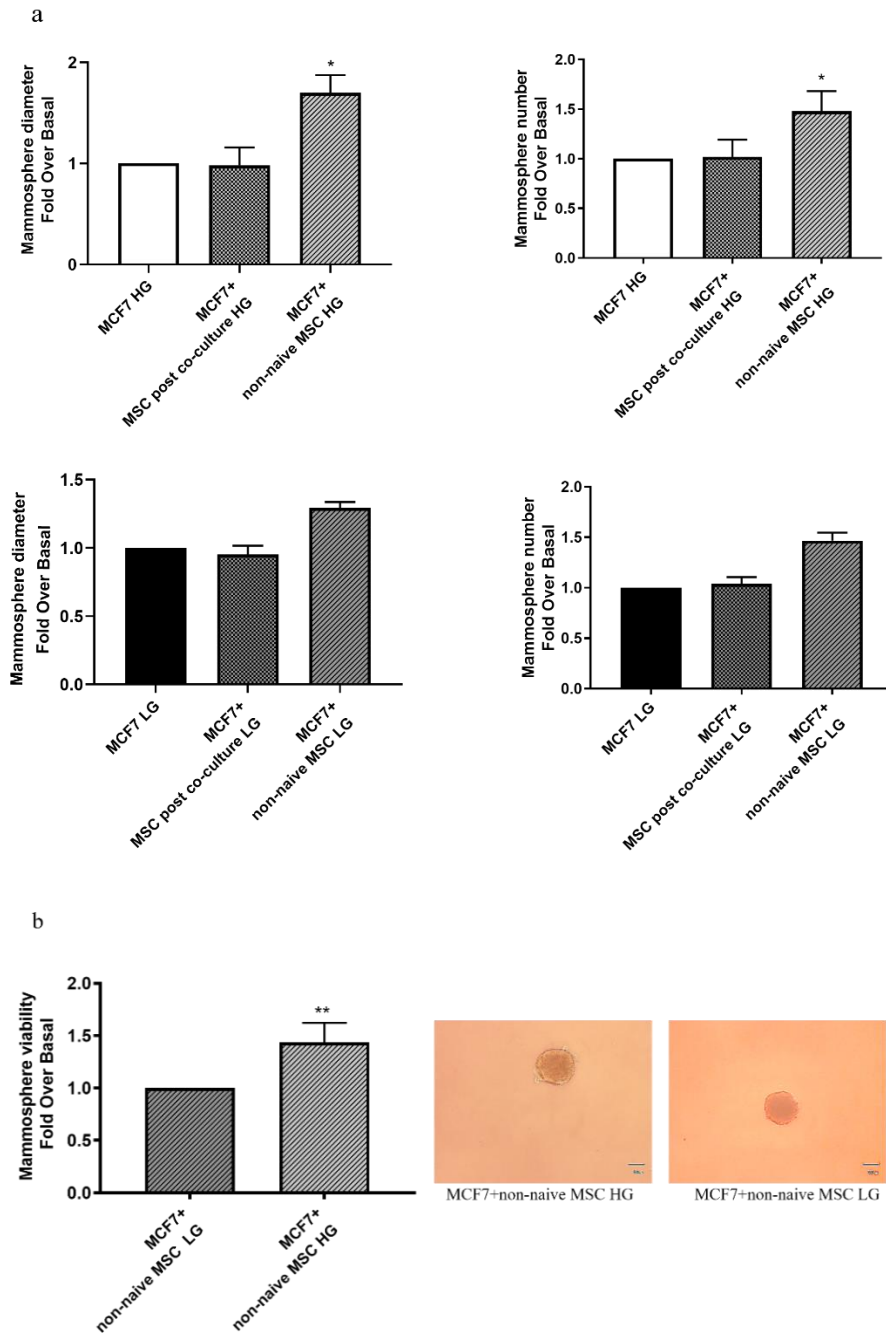 a
Mammosphere diameter
Fold Over Basal
2
1
0
*
MCF7 HG
MCF7+
MSC post co-culture HG
MCF7+
non-naive MSC HG
Mammosphere number
Fold Over Basal
2.0
1.5
1.0
0.5
0.0
*
MCF7 HG
MCF7+
MSC post co-culture HG
MCF7+
non-naive MSC HG
Mammosphere diameter
Fold Over Basal
1.5
1.0
0.5
0.0
MCF7 LG
MCF7+
MSC post co-culture LG
MCF7+
non-naive MSC LG
Mammosphere number
Fold Over Basal
2.0
1.5
1.0
0.5
0.0
MCF7 LG
MCF7+
MSC post co-culture LG
MCF7+
non-naive MSC LG
b
Mammosphere viability
Fold Over Basal
2.0
1.5
1.0
0.5
0.0
**
MCF7+
non-naive MSC LG
MCF7+
non-naive MSC HG
MCF7+non-naive MSC HG
MCF7+non-naive MSC LG